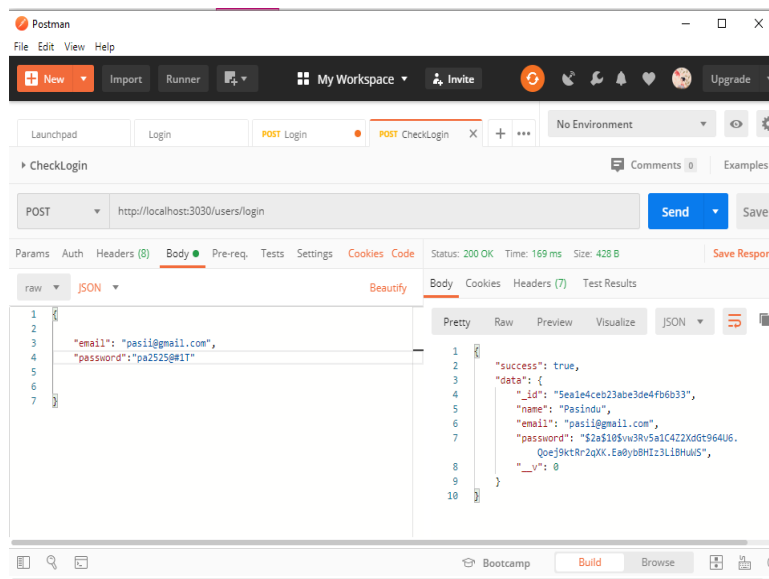 Postman
File Edit View Help
New Import Runner My Workspace Invite Upgrade
Launchpad Login POST Login POST CheckLogin X + ••• No Environment
CheckLogin Comments 0 Examples
POST http://localhost:3030/users/login Send Save
Params Auth Headers (8) Body Pre-req. Tests Settings Cookies Code
raw JSON Beautify
1 {
2
3 "email": "pasii@gmail.com",
4 "password":"pa2525@#1T"
5
6
7 }
Status: 200 OK Time: 169 ms Size: 428 B Save Respor
Body Cookies Headers (7) Test Results
Pretty Raw Preview Visualize JSON
1 {
2 "success": true,
3 "data": {
4 "_id": "5ea1e4ceb23abe3de4fb6b33",
5 "name": "Pasindu",
6 "email": "pasii@gmail.com",
7 "password": "$2a$10$vw3Rv5a1C4Z2XdGt964U6.
Qoej9ktRr2qXK.Ea0ybBHIz3LiBHuWS",
8 "__v": 0
9 }
10 }
Bootcamp Build Browse